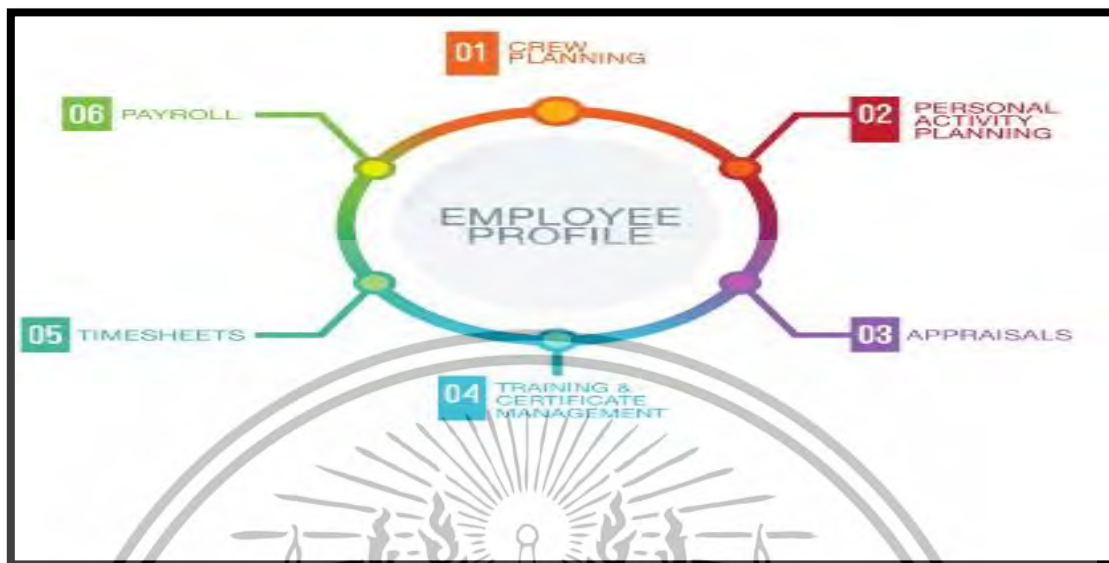 01 CREW
PLANNING
06 PAYROLL
02 PERSONAL
ACTIVITY
PLANNING
EMPLOYEE
PROFILE
05 TIMESHEETS
03 APPRAISALS
04 TRAINING &
CERTIFICATE
MANAGEMENT